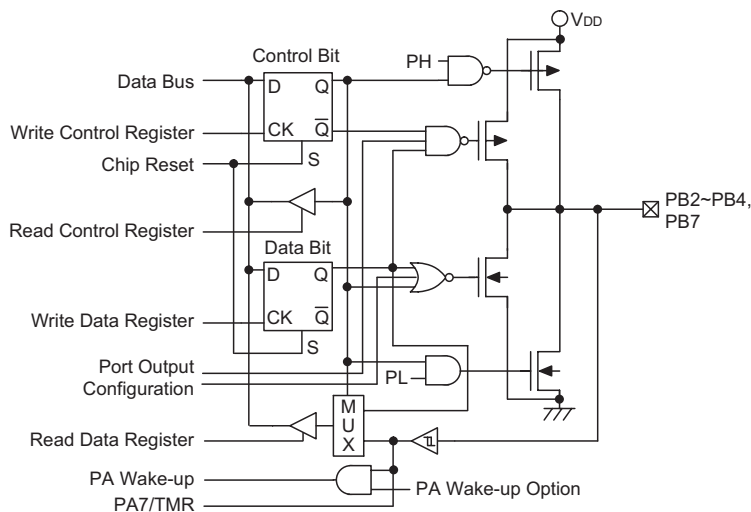 VDD
Control Bit
PH
Data Bus
D
Q
Write Control Register
CK
Q
Chip Reset
S
PB2~PB4,
PB7
Read Control Register
Data Bit
D
Q
Write Data Register
CK
Q
S
Port Output
Configuration
PL
M
U
X
Read Data Register
PA Wake-up
PA Wake-up Option
PA7/TMR